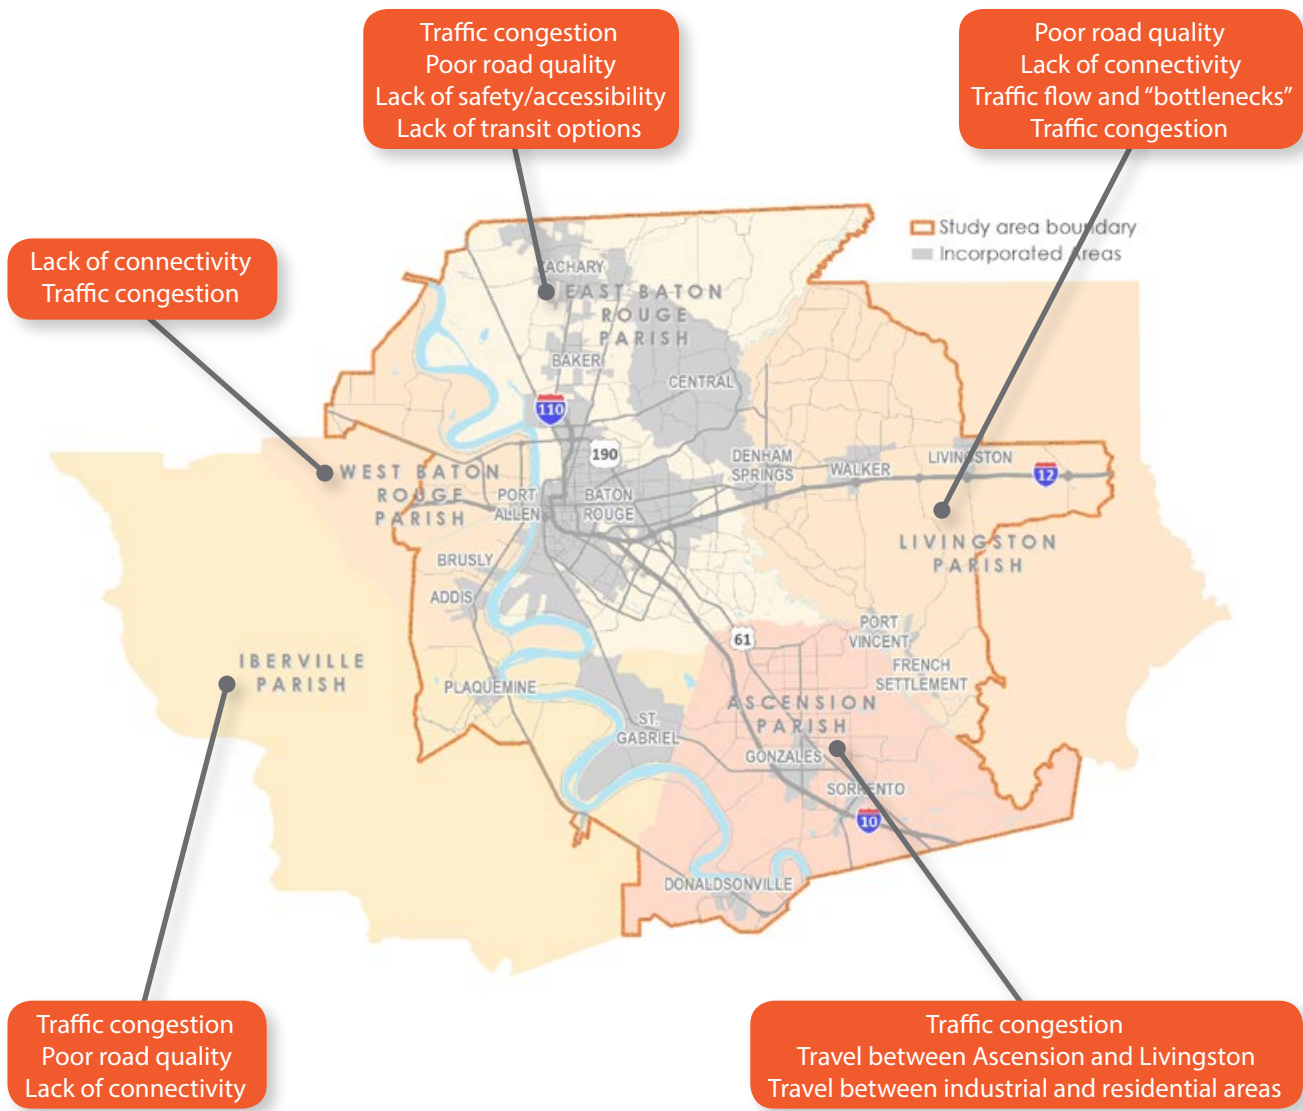 Traffic congestion
Poor road quality
Lack of safety/accessibility
Lack of transit options
Poor road quality
Lack of connectivity
Traffic flow and “bottlenecks”
Traffic congestion
Study area boundary
Incorporated Areas
Lack of connectivity
Traffic congestion
ZACHARY
EAST BATON
ROUGE
PARISH
BAKER
CENTRAL
110
190
WEST BATON
ROUGE
PARISH
PORT
ALLEN
BATON
ROUGE
DENHAM
SPRINGS
WALKER
LIVINGSTON
12
LIVINGSTON
PARISH
BRUSLY
ADDIS
61
PORT
VINCENT
FRENCH
SETTLEMENT
IBERVILLE
PARISH
PLAQUEMINE
ST.
GABRIEL
ASCENSION
PARISH
GONZALES
SORRENTO
10
DONALDSONVILLE
Traffic congestion
Poor road quality
Lack of connectivity
Traffic congestion
Travel between Ascension and Livingston
Travel between industrial and residential areas